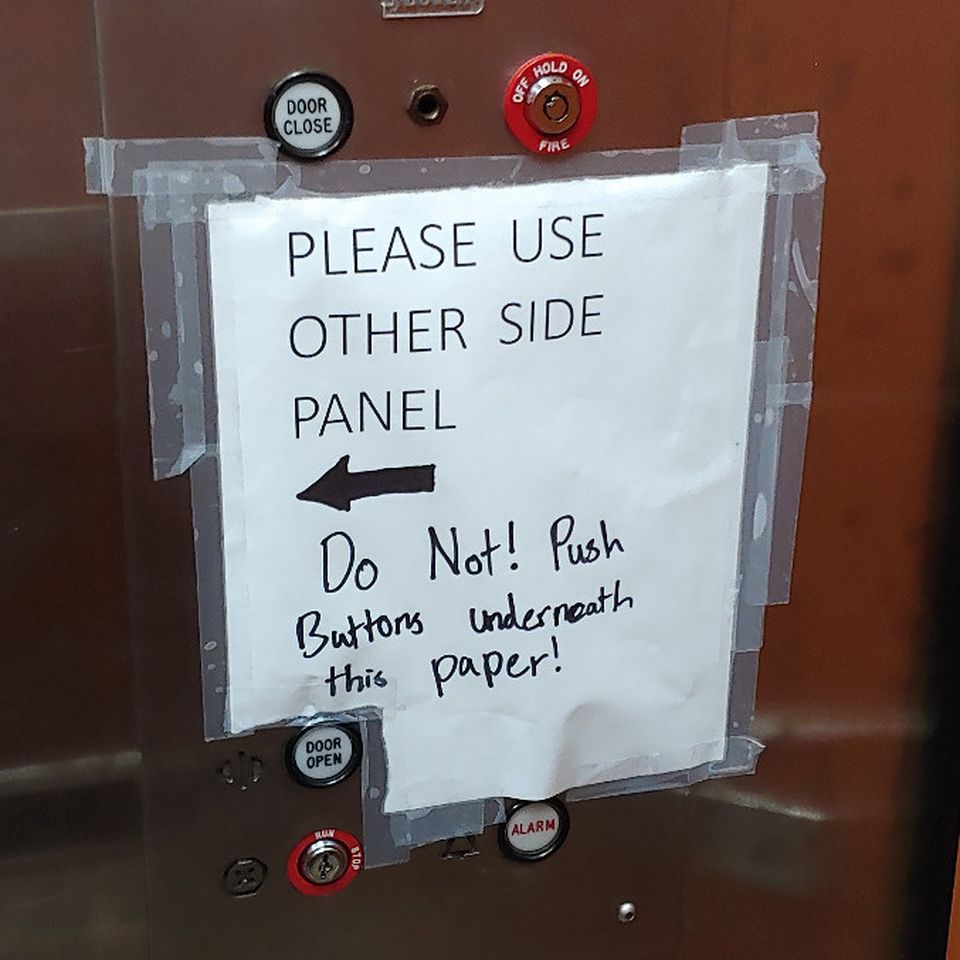 DOOR
CLOSE
OFF HOLD ON
FIRE
PLEASE USE
OTHER SIDE
PANEL
Do Not! Push
Buttons underneath
this paper!
DOOR
OPEN
RUN STOP
ALARM